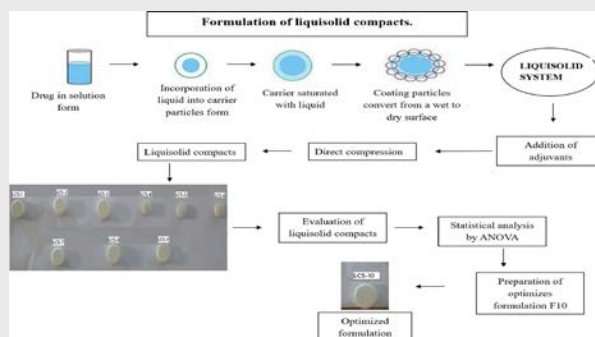 Formulation of liquisolid compacts.
Drug in solution
form
Incorporation of
liquid into carrier
particles form
Carrier saturated
with liquid
Coating particles
convert from a wet to
dry surface
LIQUISOLID
SYSTEM
Liquisolid compacts
Direct compression
Addition of
adjuvants
Evaluation of
liquisolid compacts
Statistical analysis
by ANOVA
LCS-10
Preparation of
optimizes
formulation F10
Optimized
formulation